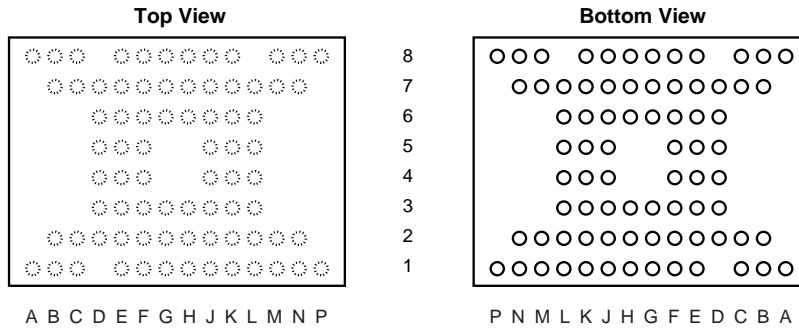 Top View
Bottom View
8
7
6
5
4
3
2
1
A B C D E F G H J K L M N P
P N M L K J H G F E D C B A